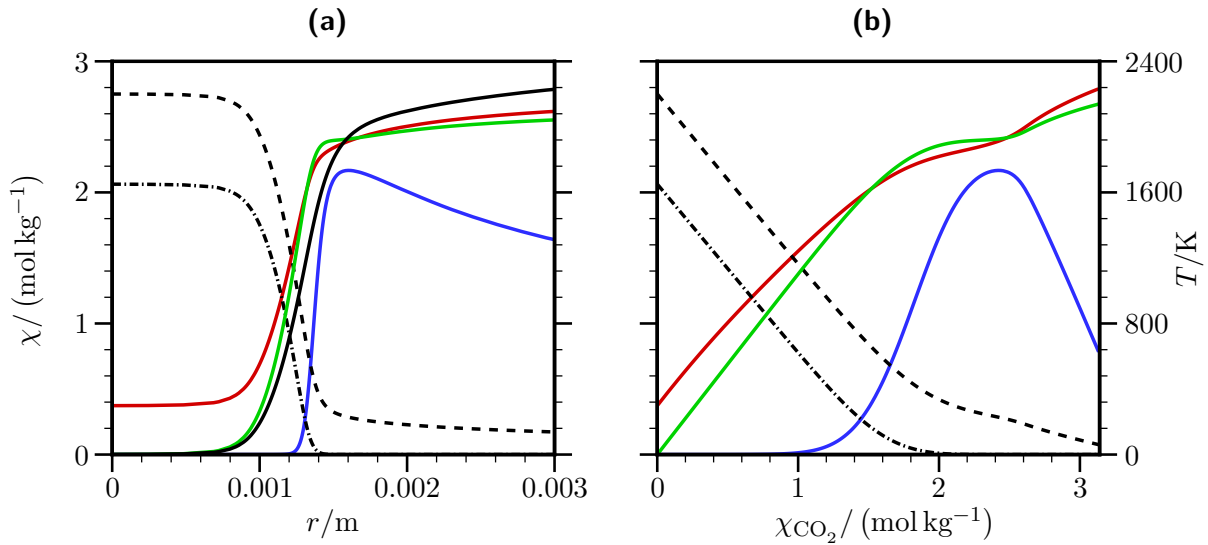 (a)
(b)
3
2
1
0
χ/ (mol kg⁻¹)
0
0.001
0.002
0.003
r/m
0
1
2
3
χ_CO₂/ (mol kg⁻¹)
2400
1600
800
0
T/K